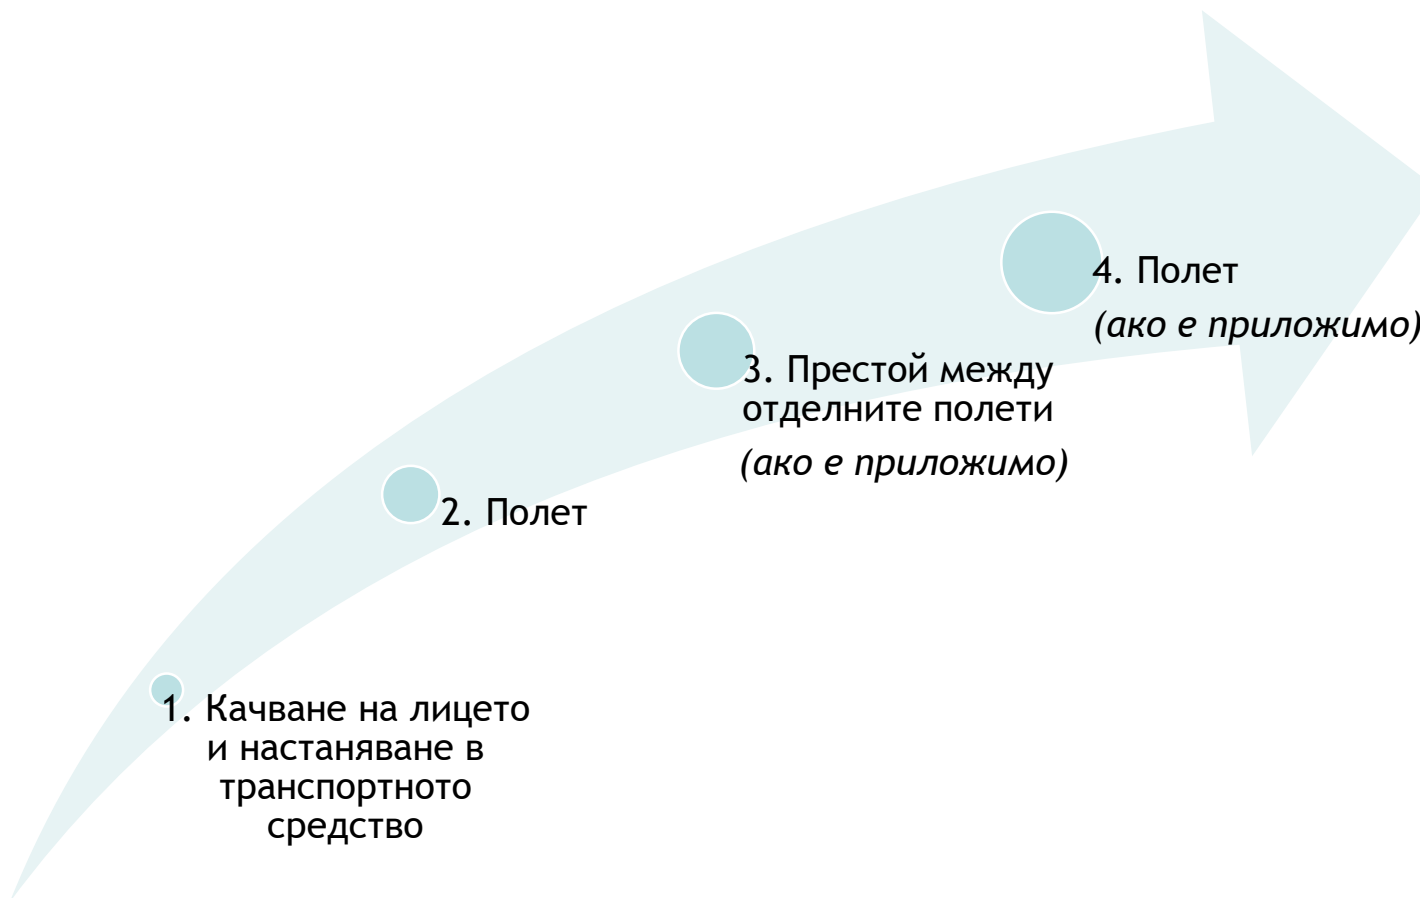 4. Полет
(ако е приложимо)
3. Престой между
отделните полети
(ако е приложимо)
2. Полет
1. Качване на лицето
и настаняване в
транспортното
средство